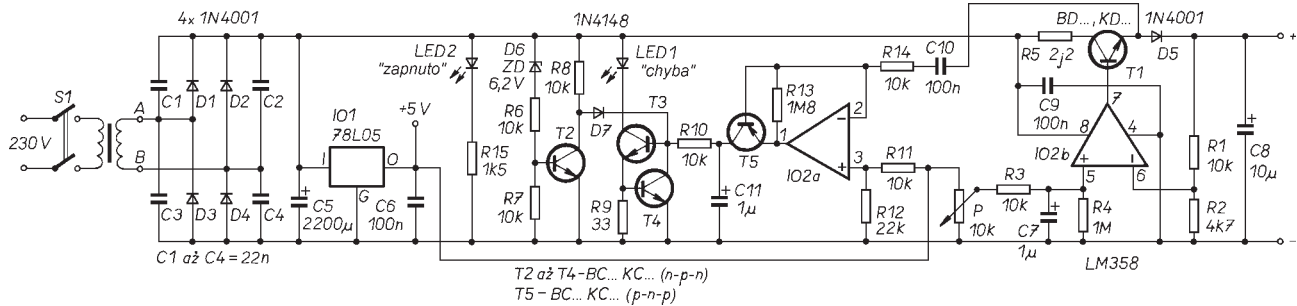 4x 1N4001
1N4148
BD..., KD...
1N4001
LED2
"zapnuto"
D6
ZD
6,2V
R8
10k
LED1
"chyba"
R14
10k
C10
100n
R5
2j2
T1
D5
S1
230 V
A
B
C1
D1
D2
C2
C3
D3
D4
C4
C1 až C4 = 22n
IO1
78L05
I
O
G
+5 V
C5
2200µ
C6
100n
R15
1k5
R6
10k
R7
10k
T2
D7
T3
T4
R9
33
R10
10k
C11
1µ
T5
R13
1M8
1
2
3
IO2a
R11
10k
R12
22k
P
10k
R3
10k
C7
1µ
R4
1M
C9
100n
7
8
4
5
6
IO2b
R1
10k
R2
4k7
C8
10µ
LM358
T2 až T4–BC... KC... (n-p-n)
T5 – BC... KC... (p-n-p)